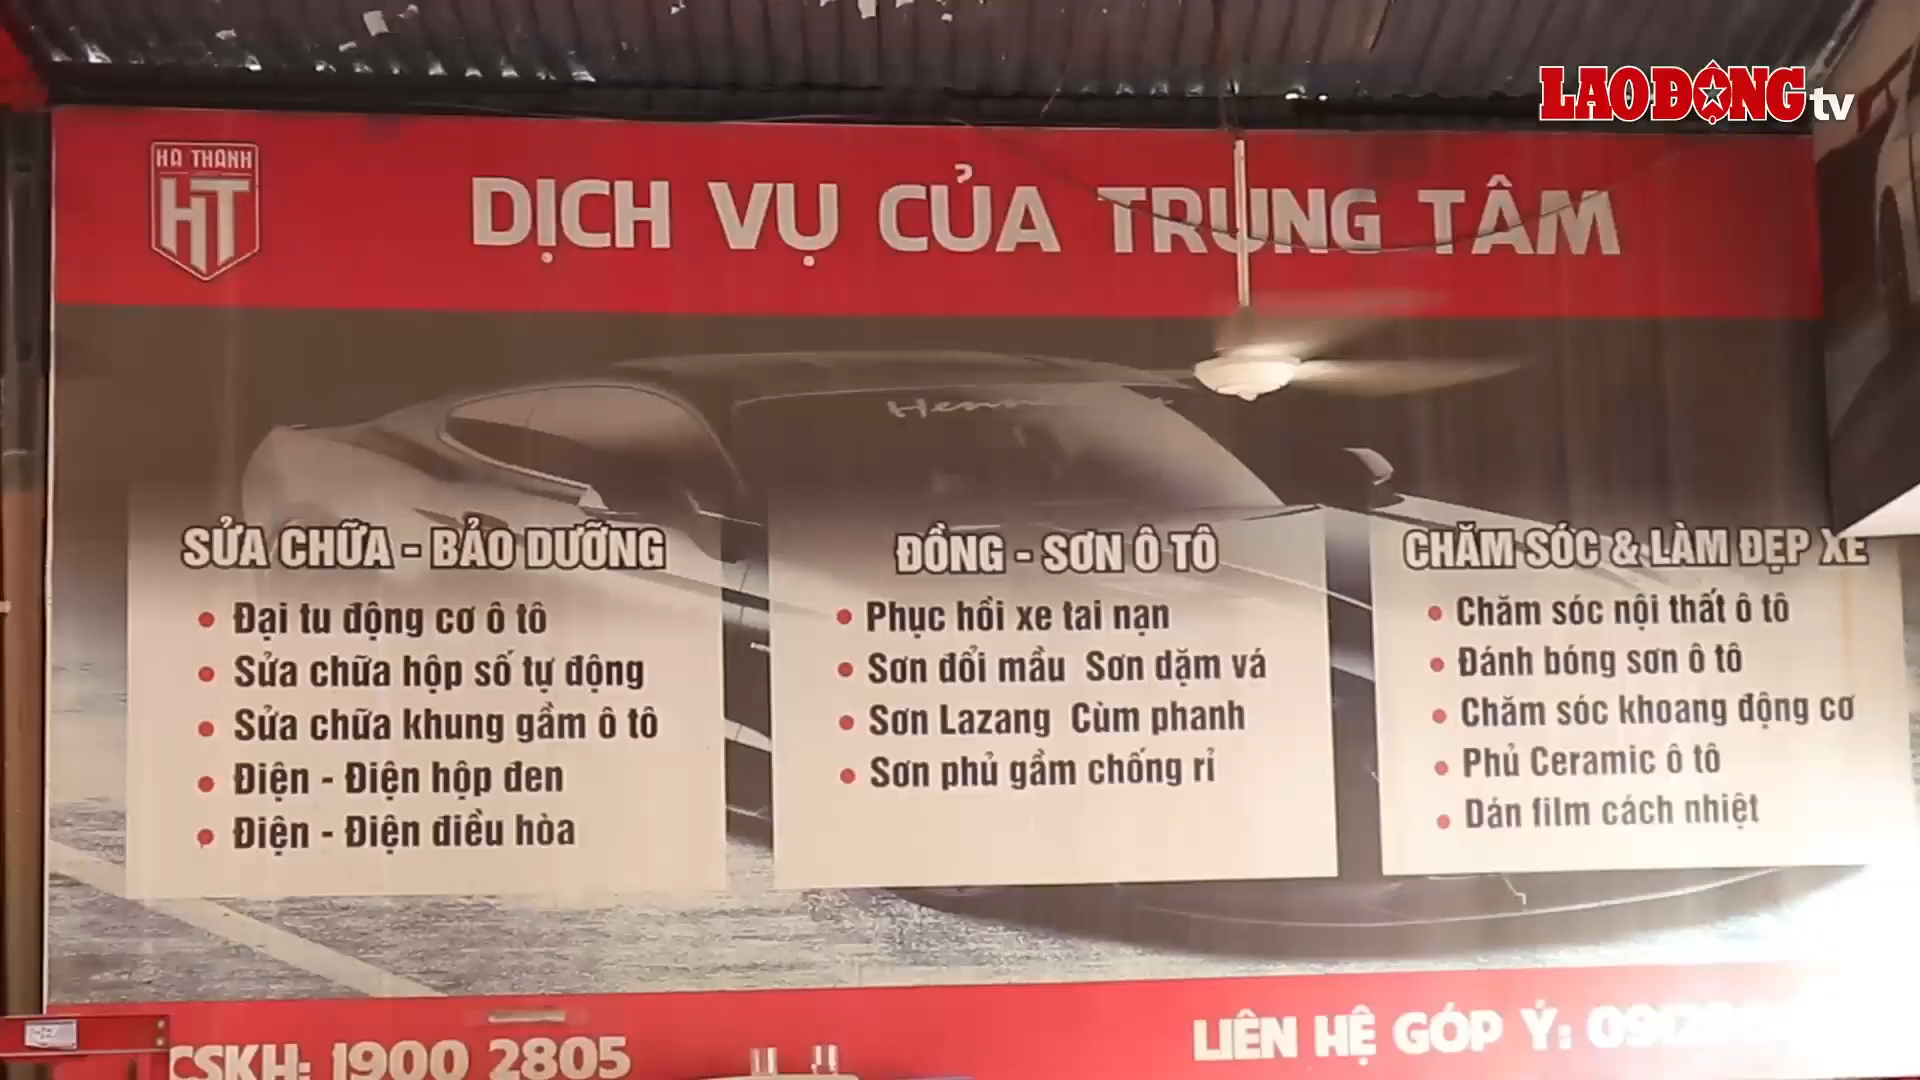 LAO ĐỘNG tv
HA THANH
HT
DỊCH VỤ CỦA TRUNG TÂM
SỬA CHỮA - BẢO DƯỠNG
• Đại tu động cơ ô tô
• Sửa chữa hộp số tự động
• Sửa chữa khung gầm ô tô
• Điện - Điện hộp đen
• Điện - Điện điều hòa
ĐỒNG - SƠN Ô TÔ
• Phục hồi xe tai nạn
• Sơn đổi mầu Sơn dặm vá
• Sơn Lazang Cùm phanh
• Sơn phủ gầm chống rỉ
CHĂM SÓC & LÀM ĐẸP XE
• Chăm sóc nội thất ô tô
• Đánh bóng sơn ô tô
• Chăm sóc khoang động cơ
• Phủ Ceramic ô tô
• Dán film cách nhiệt
CSKH: 1900 2805
LIÊN HỆ GÓP Ý: